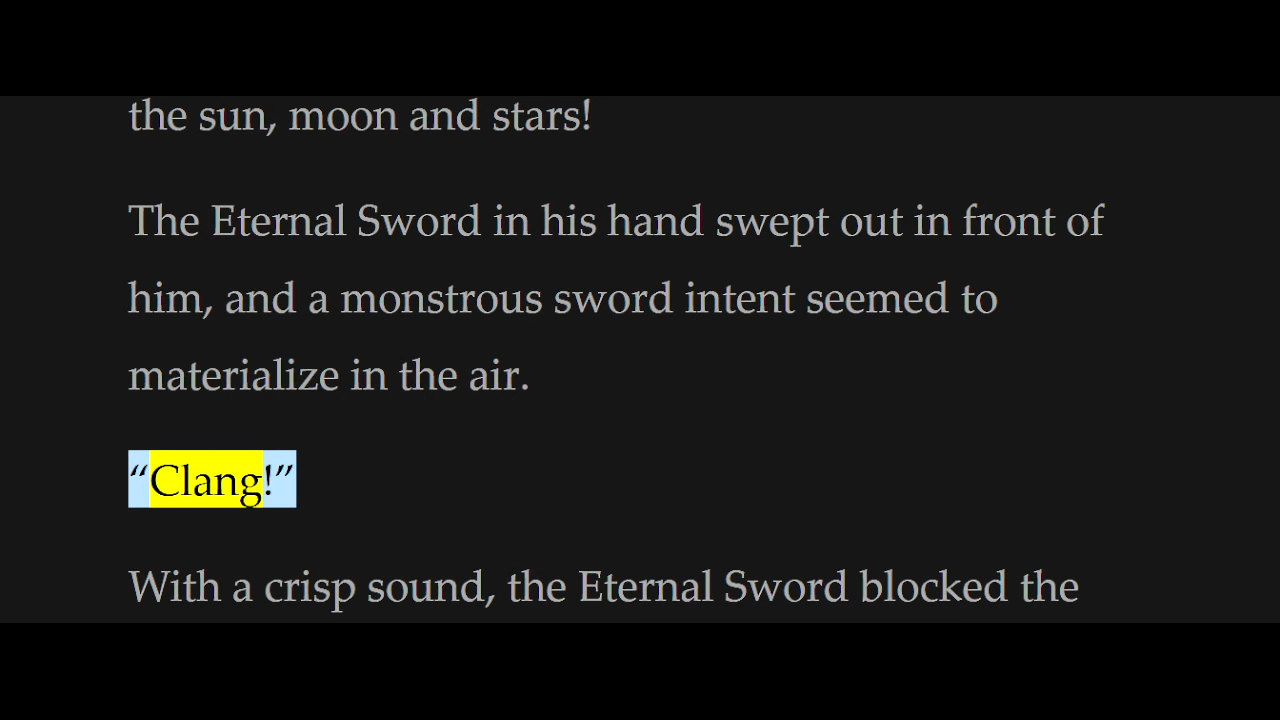 the sun, moon and stars!
The Eternal Sword in his hand swept out in front of
him, and a monstrous sword intent seemed to
materialize in the air.
“Clang!”
With a crisp sound, the Eternal Sword blocked the